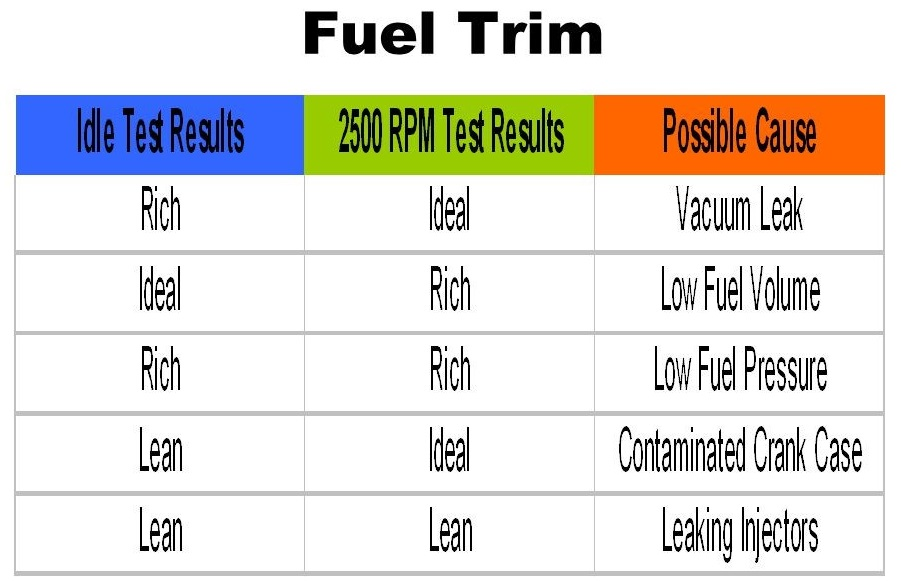 Fuel Trim
Idle Test Results 2500 RPM Test Results Possible Cause
Rich Ideal Vacuum Leak
Ideal Rich Low Fuel Volume
Rich Rich Low Fuel Pressure
Lean Ideal Contaminated Crank Case
Lean Lean Leaking Injectors